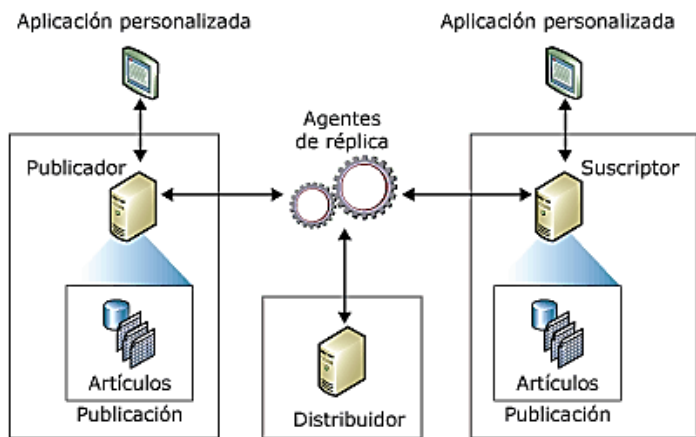 Aplicación personalizada
Aplicación personalizada
Agentes
de réplica
Publicador
Suscriptor
Artículos
Publicación
Distribuidor
Artículos
Publicación